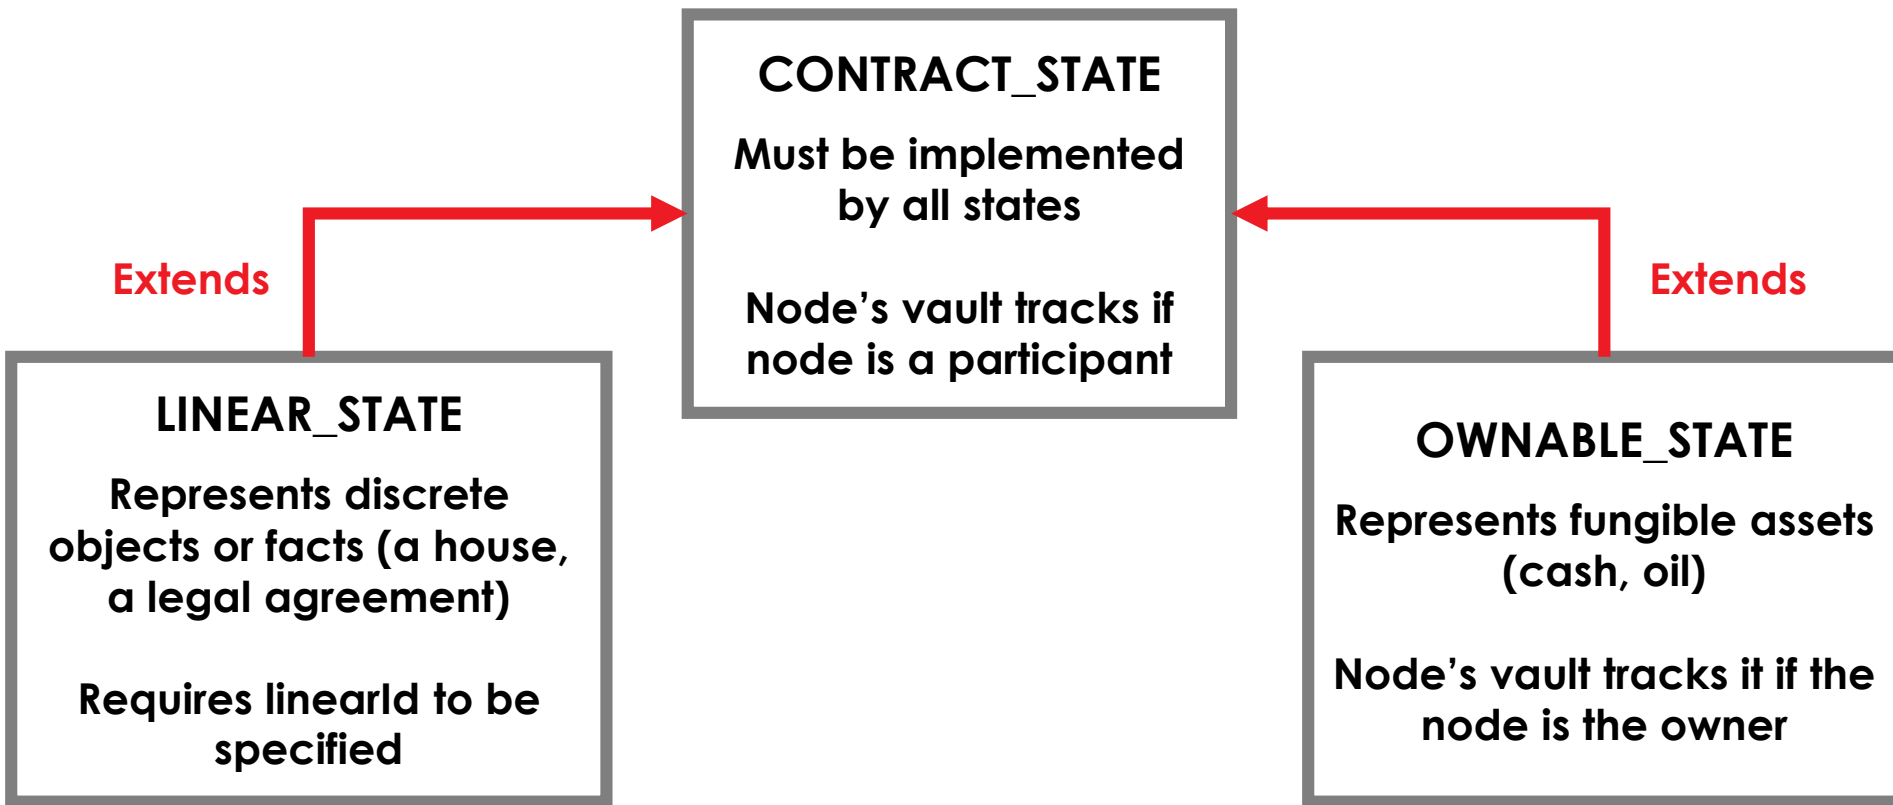 CONTRACT_STATE
Must be implemented
by all states
Node’s vault tracks if
node is a participant
Extends
Extends
LINEAR_STATE
Represents discrete
objects or facts (a house,
a legal agreement)
Requires linearId to be
specified
OWNABLE_STATE
Represents fungible assets
(cash, oil)
Node’s vault tracks it if the
node is the owner